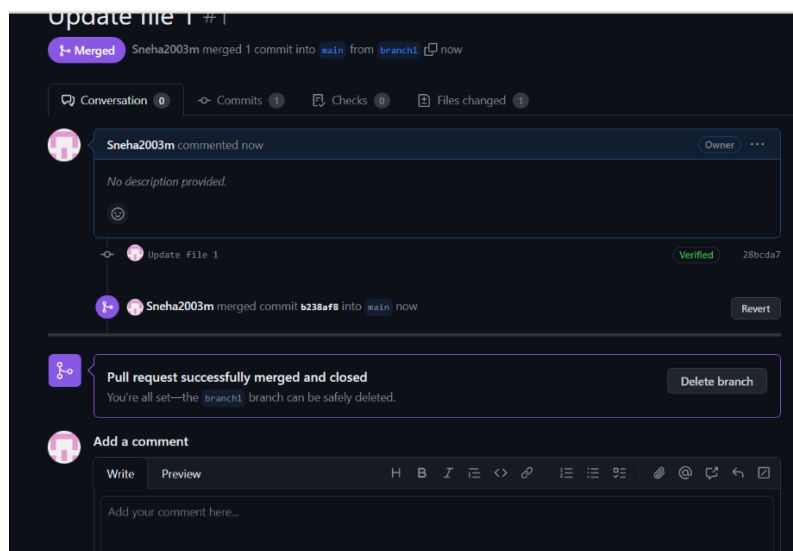 Update file 1 #1
Merged Sneha2003m merged 1 commit into main from branch1 now
Conversation 0 Commits 1 Checks 0 Files changed 1
Sneha2003m commented now Owner ...
No description provided.
Update file 1 Verified 28bcda7
Sneha2003m merged commit b238af8 into main now Revert
Pull request successfully merged and closed
You're all set—the branch1 branch can be safely deleted.
Delete branch
Add a comment
Write Preview H B I
Add your comment here...